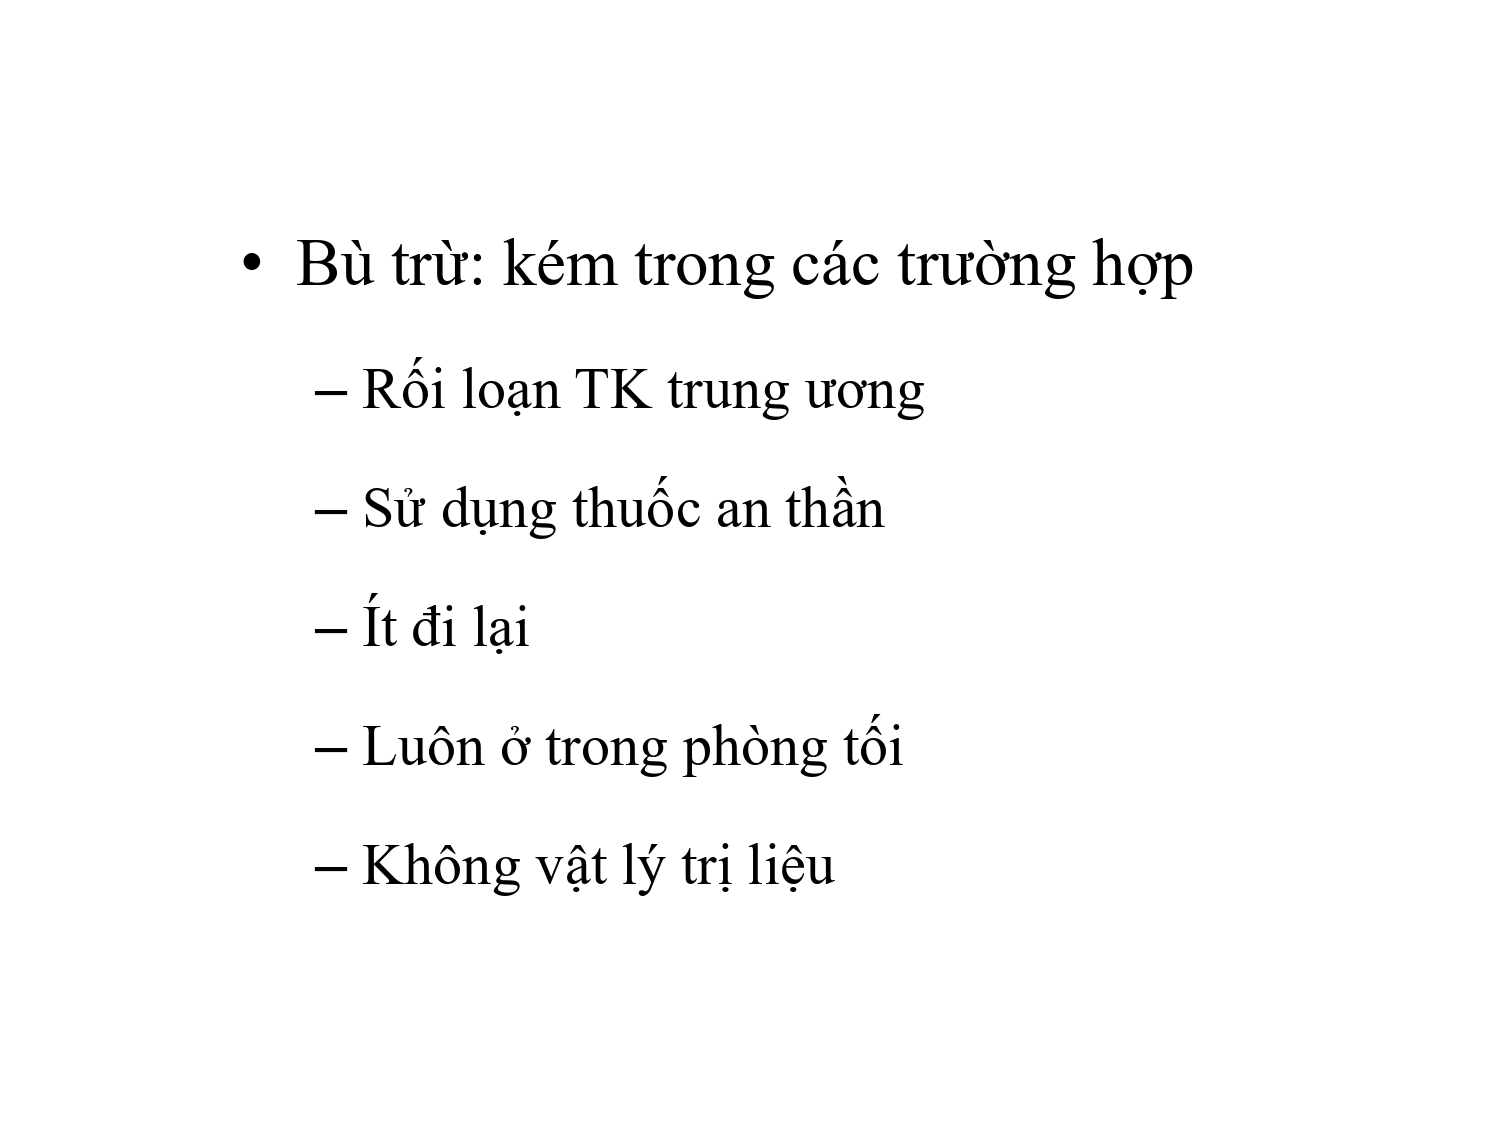 • Bù trừ: kém trong các trường hợp
– Rối loạn TK trung ương
– Sử dụng thuốc an thần
– Ít đi lại
– Luôn ở trong phòng tối
– Không vật lý trị liệu